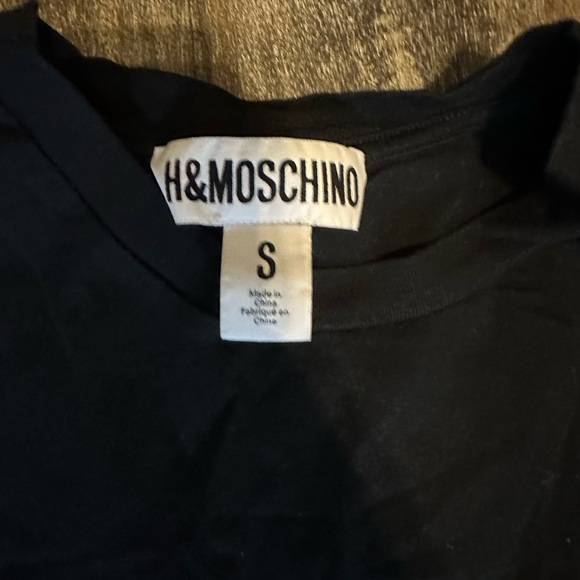 H&MOSCHINO
S
Made in
China
Fabriqué en
Chine